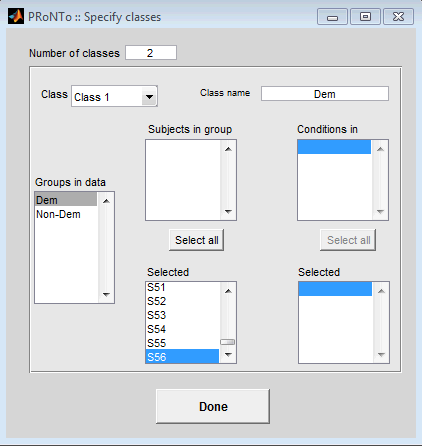 PRoNTo :: Specify classes
Number of classes 2
Class Class 1 Class name Dem
Subjects in group Conditions in
Groups in data
Dem
Non-Dem
Select all Select all
Selected Selected
S51
S52
S53
S54
S55
S56
Done